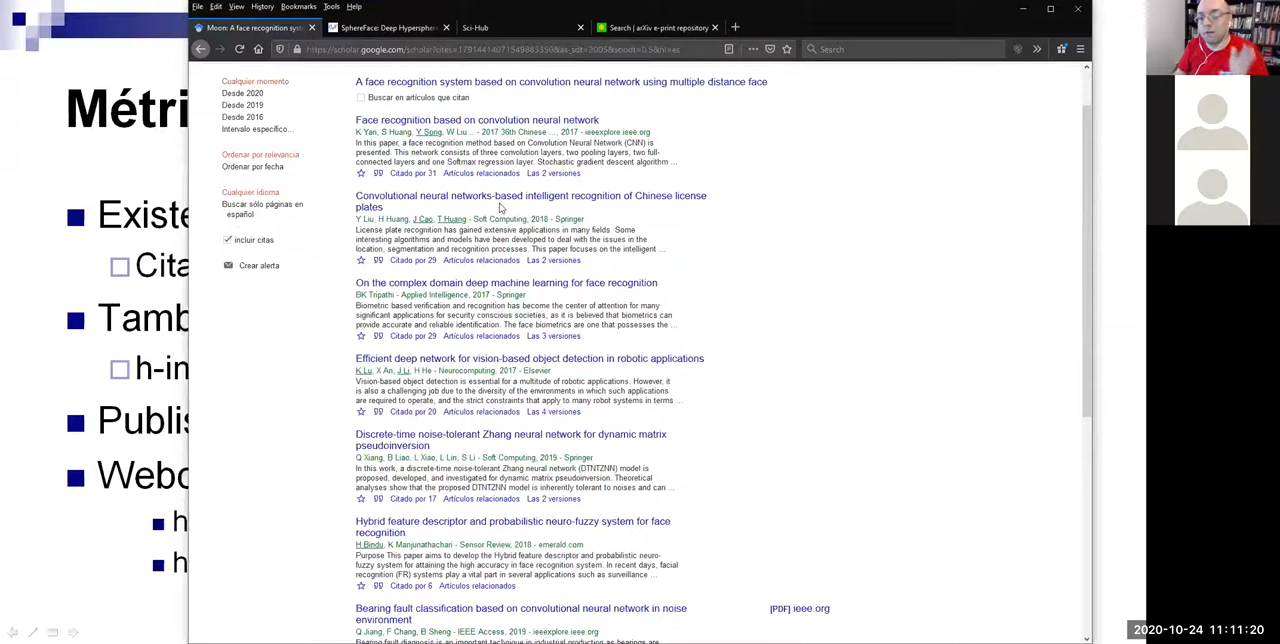 File Edit View History Bookmarks Tools Help
Moon: A face recognition sys
SphereFace: Deep Hypersphere
Sci-Hub
Search | arXiv e-print repository
Search
Métri
Existe
Cita
Tamb
h-in
Publis
Webo
h
h
Cualquier momento
Desde 2020
Desde 2019
Desde 2016
Intervalo específico...
Ordenar por relevancia
Ordenar por fecha
Cualquier idioma
Buscar sólo páginas en
español
incluir citas
Crear alerta
A face recognition system based on convolution neural network using multiple distance face
Buscar en artículos que citan
Face recognition based on convolution neural network
K Yan, S Huang, Y Song, W Liu... - 2017 36th Chinese ..., 2017 - ieeexplore.ieee.org
In this paper, a face recognition method based on Convolution Neural Network (CNN) is
presented. This network consists of three convolution layers, two pooling layers, two full-
connected layers and one Softmax regression layer. Stochastic gradient descent algorithm ...
Citado por 31 Artículos relacionados Las 2 versiones
Convolutional neural networks-based intelligent recognition of Chinese license
plates
Y Liu, H Huang, J Cao, T Huang - Soft Computing, 2018 - Springer
License plate recognition has gained extensive applications in many fields. Some
interesting algorithms and models have been developed to deal with the issues in the
location, segmentation and recognition processes. This paper focuses on the intelligent ...
Citado por 29 Artículos relacionados Las 2 versiones
On the complex domain deep machine learning for face recognition
BK Tripathi - Applied Intelligence, 2017 - Springer
Biometric based verification and recognition has become the center of attention for many
significant applications for security conscious societies, as it is believed that biometrics can
provide accurate and reliable identification. The face biometrics are one that possesses the ...
Citado por 29 Artículos relacionados Las 3 versiones
Efficient deep network for vision-based object detection in robotic applications
K Lu, X An, J Li, H He - Neurocomputing, 2017 - Elsevier
Vision-based object detection is essential for a multitude of robotic applications. However, it
is also a challenging job due to the diversity of the environments in which such applications
are required to operate, and the strict constraints that apply to many robot systems in terms ...
Citado por 20 Artículos relacionados Las 4 versiones
Discrete-time noise-tolerant Zhang neural network for dynamic matrix
pseudoinversion
Q Xiang, B Liao, L Xiao, L Lin, S Li - Soft Computing, 2019 - Springer
In this work, a discrete-time noise-tolerant Zhang neural network (DTNTZNN) model is
proposed, developed, and investigated for dynamic matrix pseudoinversion. Theoretical
analyses show that the proposed DTNTZNN model is inherently tolerant to noises and can ...
Citado por 17 Artículos relacionados Las 2 versiones
Hybrid feature descriptor and probabilistic neuro-fuzzy system for face
recognition
H Bindu, K Manjunathachari - Sensor Review, 2018 - emerald.com
Purpose This paper aims to develop the Hybrid feature descriptor and probabilistic neuro-
fuzzy system for attaining the high accuracy in face recognition system. In recent days, facial
recognition (FR) systems play a vital part in several applications such as surveillance ...
Citado por 6 Artículos relacionados
Bearing fault classification based on convolutional neural network in noise
environment
[PDF] ieee.org
Q Jiang, F Chang, B Sheng - IEEE Access, 2019 - ieeexplore.ieee.org
2020-10-24 11:11:20